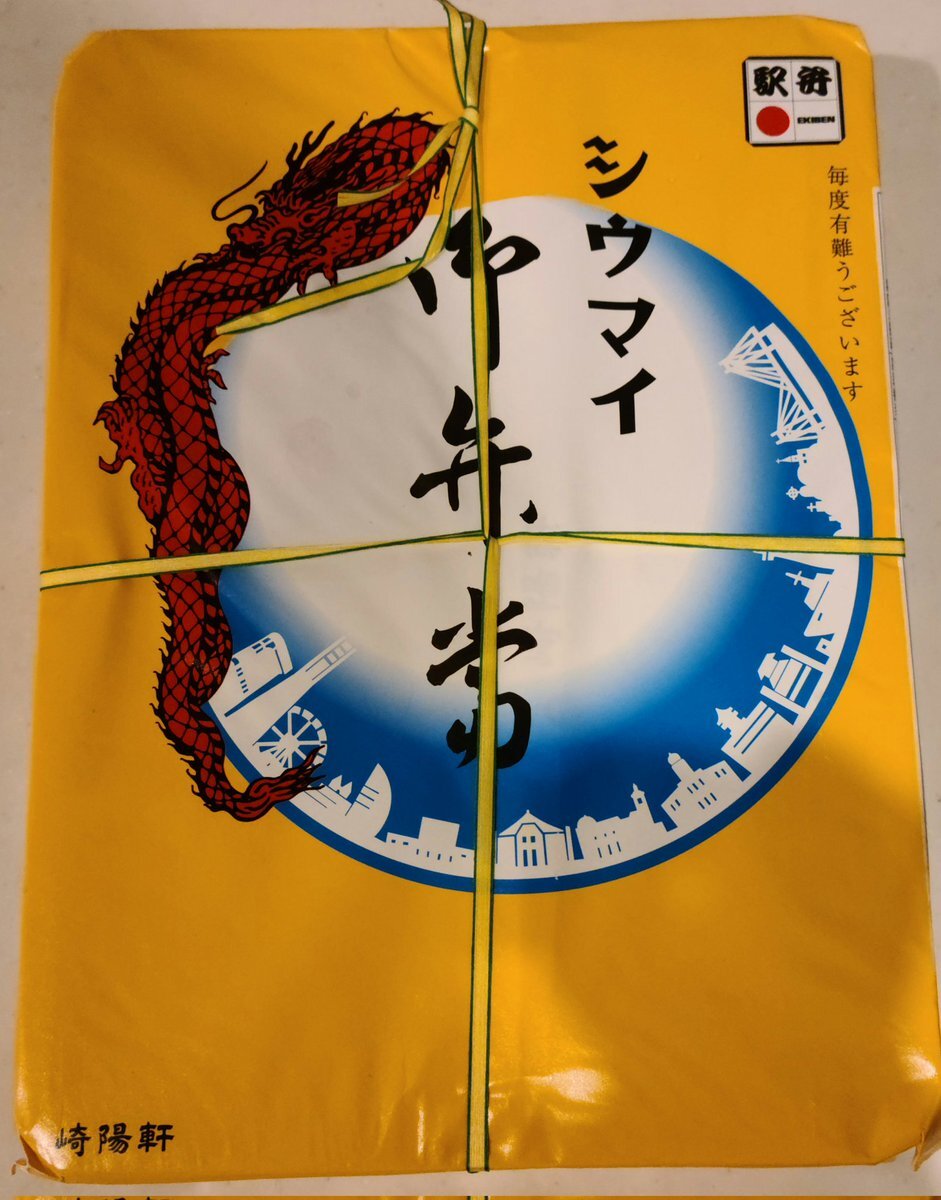 駅弁
EKIBEN
毎度有難うございます
シウマイ
御弁当
崎陽軒